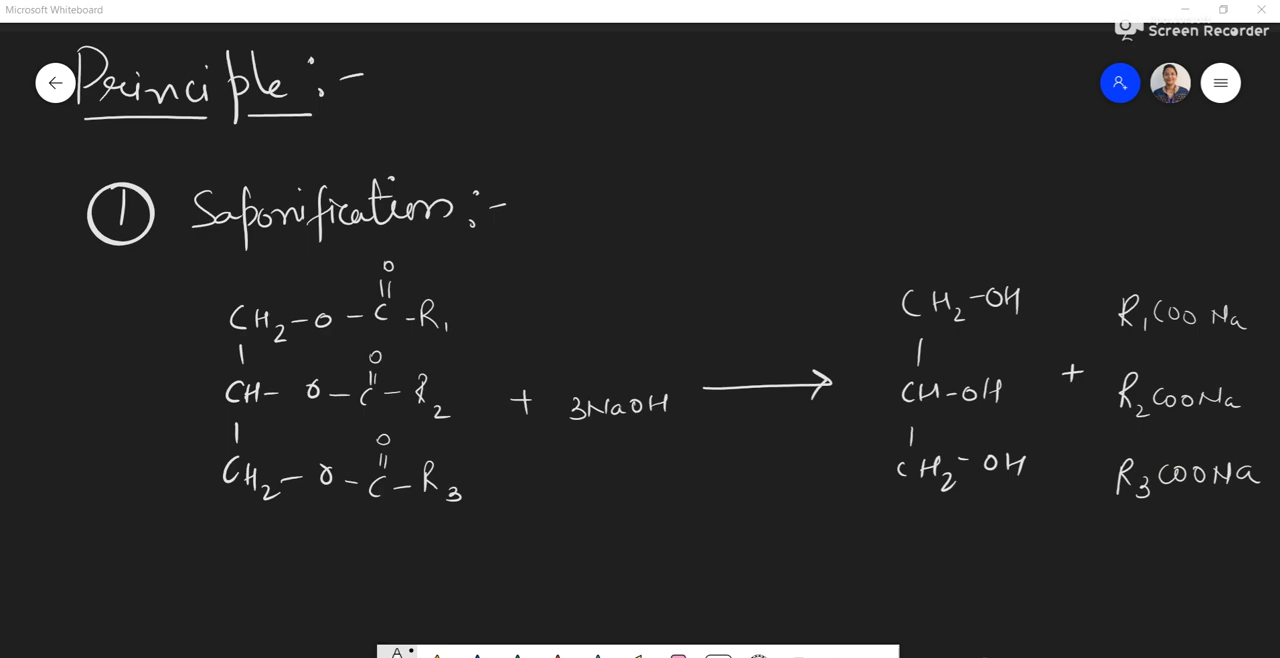 Microsoft Whiteboard
Screen Recorder
Principle:-
1 Saponification:-
O
||
CH2-O-C-R1
|
O
||
CH-O-C-R2
|
O
||
CH2-O-C-R3
+ 3NaOH ⟶
CH2-OH
|
CH-OH
|
CH2-OH
+
R1COONa
R2COONa
R3COONa
A